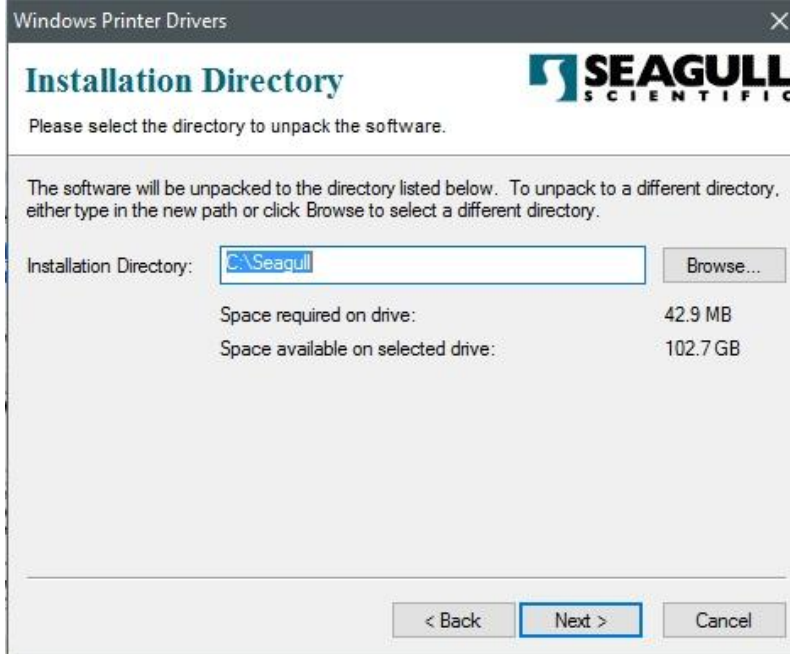 Windows Printer Drivers
Installation Directory
SEAGULL
SCIENTIFIC
Please select the directory to unpack the software.
The software will be unpacked to the directory listed below. To unpack to a different directory,
either type in the new path or click Browse to select a different directory.
Installation Directory: C:\Seagull Browse...
Space required on drive: 42.9 MB
Space available on selected drive: 102.7 GB
< Back Next > Cancel